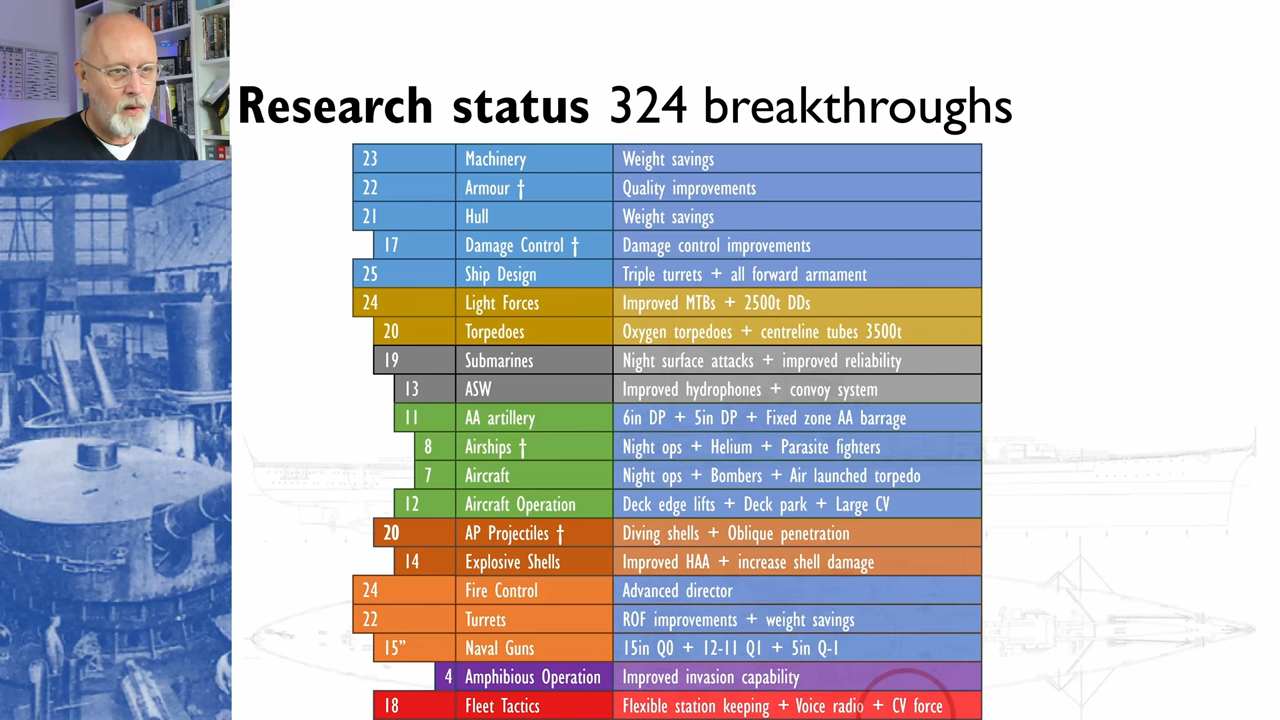 Research status 324 breakthroughs
23 Machinery Weight savings
22 Armour † Quality improvements
21 Hull Weight savings
17 Damage Control † Damage control improvements
25 Ship Design Triple turrets + all forward armament
24 Light Forces Improved MTBs + 2500t DDs
20 Torpedoes Oxygen torpedoes + centreline tubes 3500t
19 Submarines Night surface attacks + improved reliability
13 ASW Improved hydrophones + convoy system
11 AA artillery 6in DP + 5in DP + Fixed zone AA barrage
8 Airships † Night ops + Helium + Parasite fighters
7 Aircraft Night ops + Bombers + Air launched torpedo
12 Aircraft Operation Deck edge lifts + Deck park + Large CV
20 AP Projectiles † Diving shells + Oblique penetration
14 Explosive Shells Improved HAA + increase shell damage
24 Fire Control Advanced director
22 Turrets ROF improvements + weight savings
15” Naval Guns 15in Q0 + 12-11 Q1 + 5in Q-1
4 Amphibious Operation Improved invasion capability
18 Fleet Tactics Flexible station keeping + Voice radio + CV force